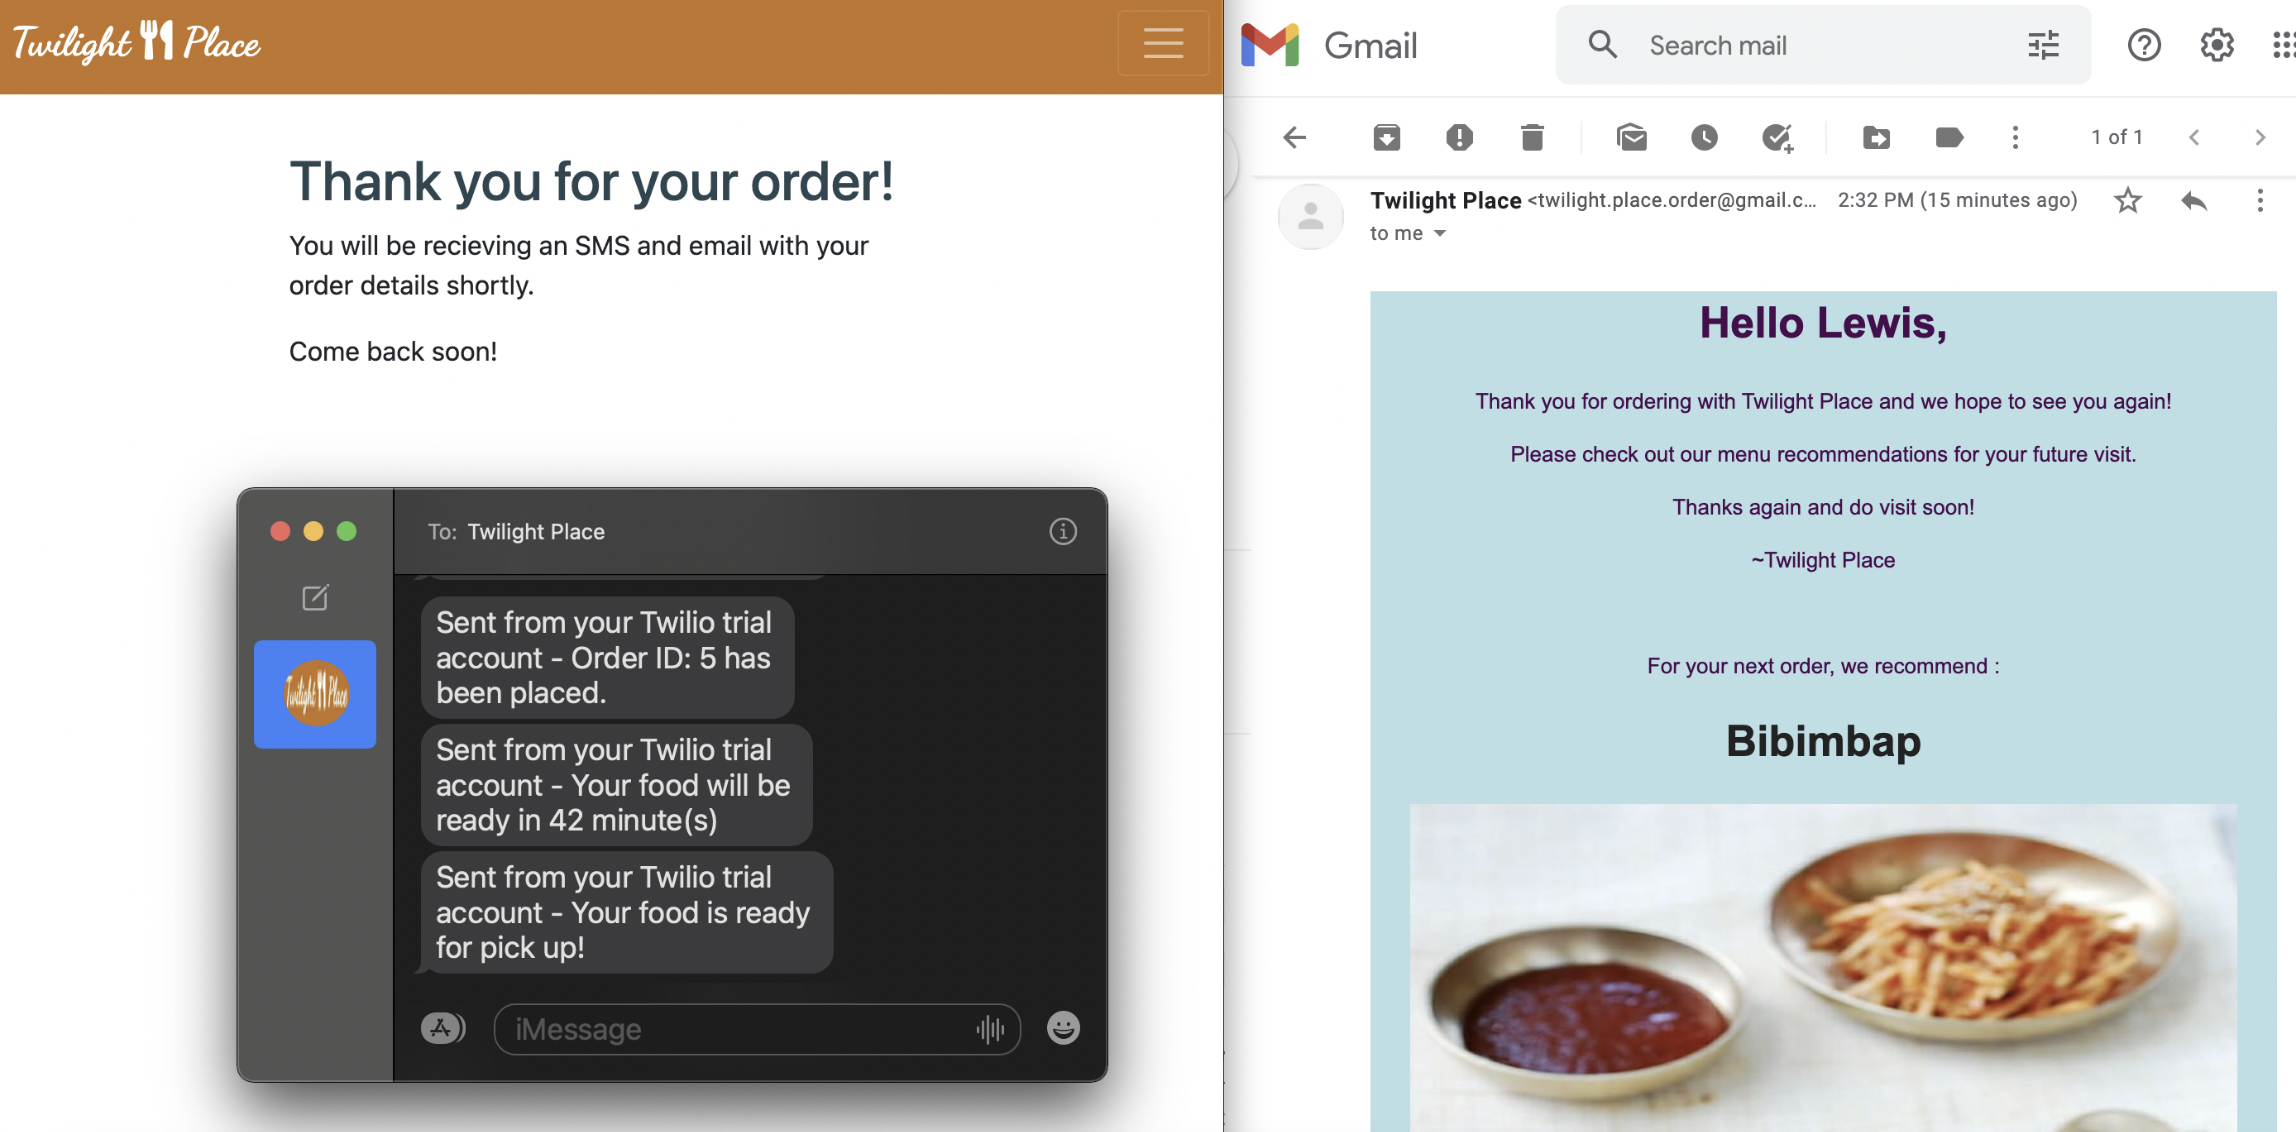 Twilight Place
Thank you for your order!
You will be recieving an SMS and email with your
order details shortly.
Come back soon!
To: Twilight Place
Twilight Place
Sent from your Twilio trial
account - Order ID: 5 has
been placed.
Sent from your Twilio trial
account - Your food will be
ready in 42 minute(s)
Sent from your Twilio trial
account - Your food is ready
for pick up!
iMessage
Gmail
Search mail
1 of 1
Twilight Place <twilight.place.order@gmail.c... 2:32 PM (15 minutes ago)
to me
Hello Lewis,
Thank you for ordering with Twilight Place and we hope to see you again!
Please check out our menu recommendations for your future visit.
Thanks again and do visit soon!
~Twilight Place
For your next order, we recommend :
Bibimbap